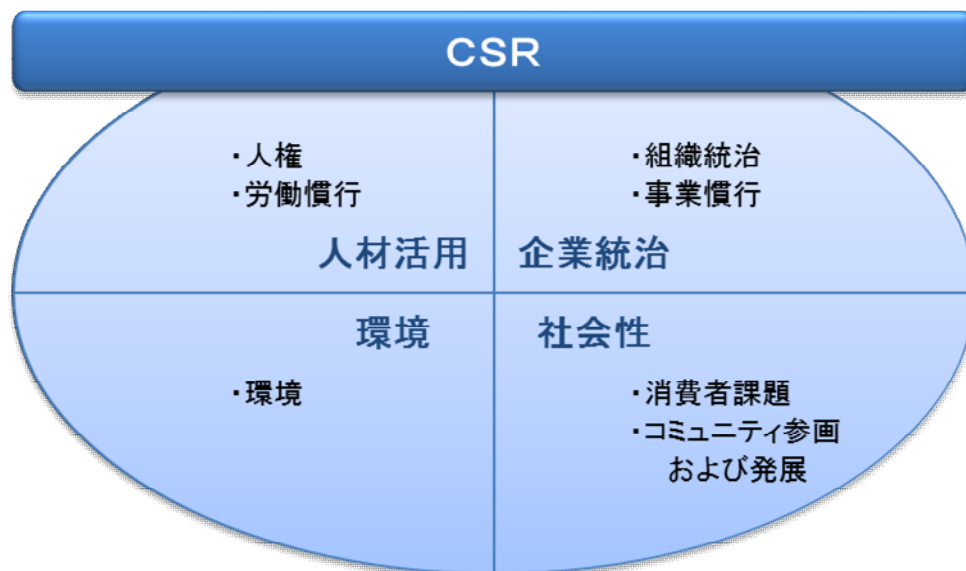 CSR
・人権
・労働慣行
人材活用
・組織統治
・事業慣行
企業統治
環境
・環境
社会性
・消費者課題
・コミュニティ参画
および発展